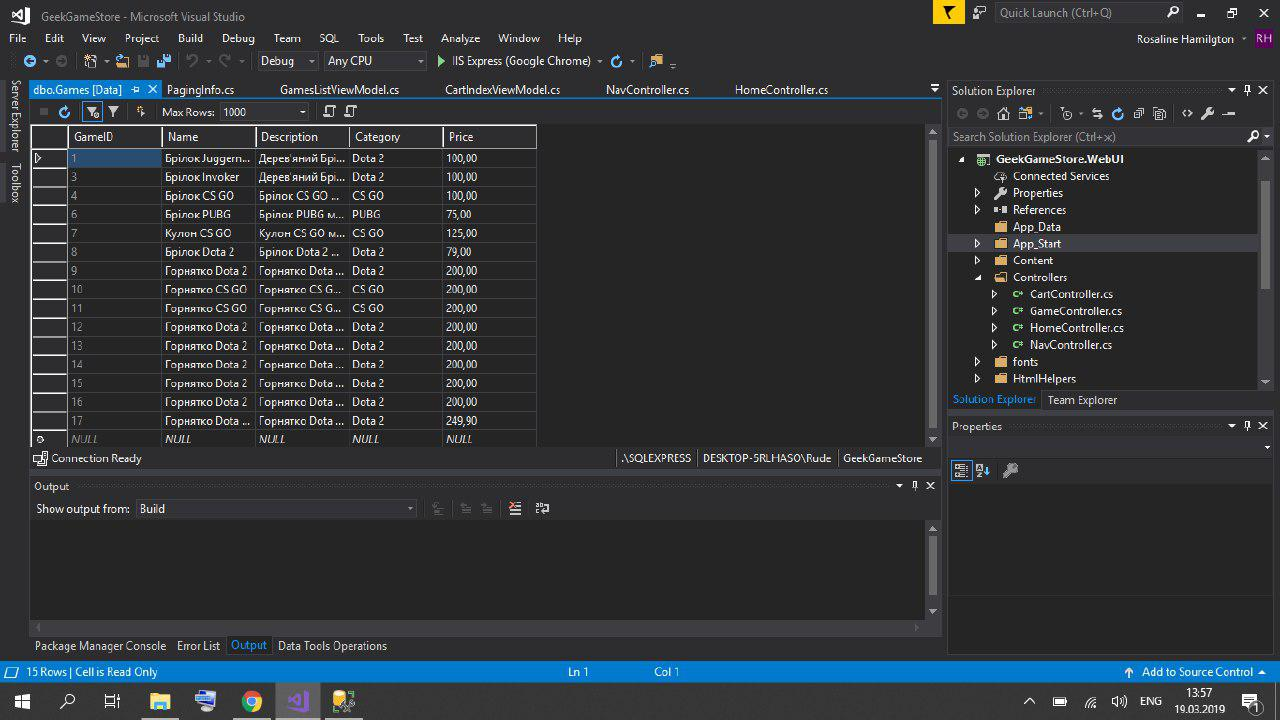 GeekGameStore - Microsoft Visual Studio
Quick Launch (Ctrl+Q)
File Edit View Project Build Debug Team SQL Tools Test Analyze Window Help
Rosaline Hamilgton RH
Debug Any CPU IIS Express (Google Chrome)
Server Explorer
Toolbox
dbo.Games [Data] PagingInfo.cs GamesListViewModel.cs CartIndexViewModel.cs NavController.cs HomeController.cs
Max Rows: 1000
GameID Name Description Category Price
1 Брілок Juggern... Дерев'яний Брі... Dota 2 100,00
3 Брілок Invoker Дерев'яний Брі... Dota 2 100,00
4 Брілок CS GO Брілок CS GO ... CS GO 100,00
6 Брілок PUBG Брілок PUBG м... PUBG 75,00
7 Кулон CS GO Кулон CS GO м... CS GO 125,00
8 Брілок Dota 2 Брілок Dota 2 ... Dota 2 79,00
9 Горнятко Dota 2 Горнятко Dota ... Dota 2 200,00
10 Горнятко CS GO Горнятко CS G... CS GO 200,00
11 Горнятко CS GO Горнятко CS G... CS GO 200,00
12 Горнятко Dota 2 Горнятко Dota ... Dota 2 200,00
13 Горнятко Dota 2 Горнятко Dota ... Dota 2 200,00
14 Горнятко Dota 2 Горнятко Dota ... Dota 2 200,00
15 Горнятко Dota 2 Горнятко Dota ... Dota 2 200,00
16 Горнятко Dota 2 Горнятко Dota ... Dota 2 200,00
17 Горнятко Dota ... Горнятко Dota ... Dota 2 249,90
NULL NULL NULL NULL NULL
Connection Ready .\SQLEXPRESS DESKTOP-5RLHASO\Rude GeekGameStore
Output
Show output from: Build
Package Manager Console Error List Output Data Tools Operations
Solution Explorer
Search Solution Explorer (Ctrl+ж)
GeekGameStore.WebUI
Connected Services
Properties
References
App_Data
App_Start
Content
Controllers
C# CartController.cs
C# GameController.cs
C# HomeController.cs
C# NavController.cs
fonts
HtmlHelpers
Solution Explorer Team Explorer
Properties
15 Rows | Cell is Read Only Ln 1 Col 1 Add to Source Control
ENG 13:57
19.03.2019 1